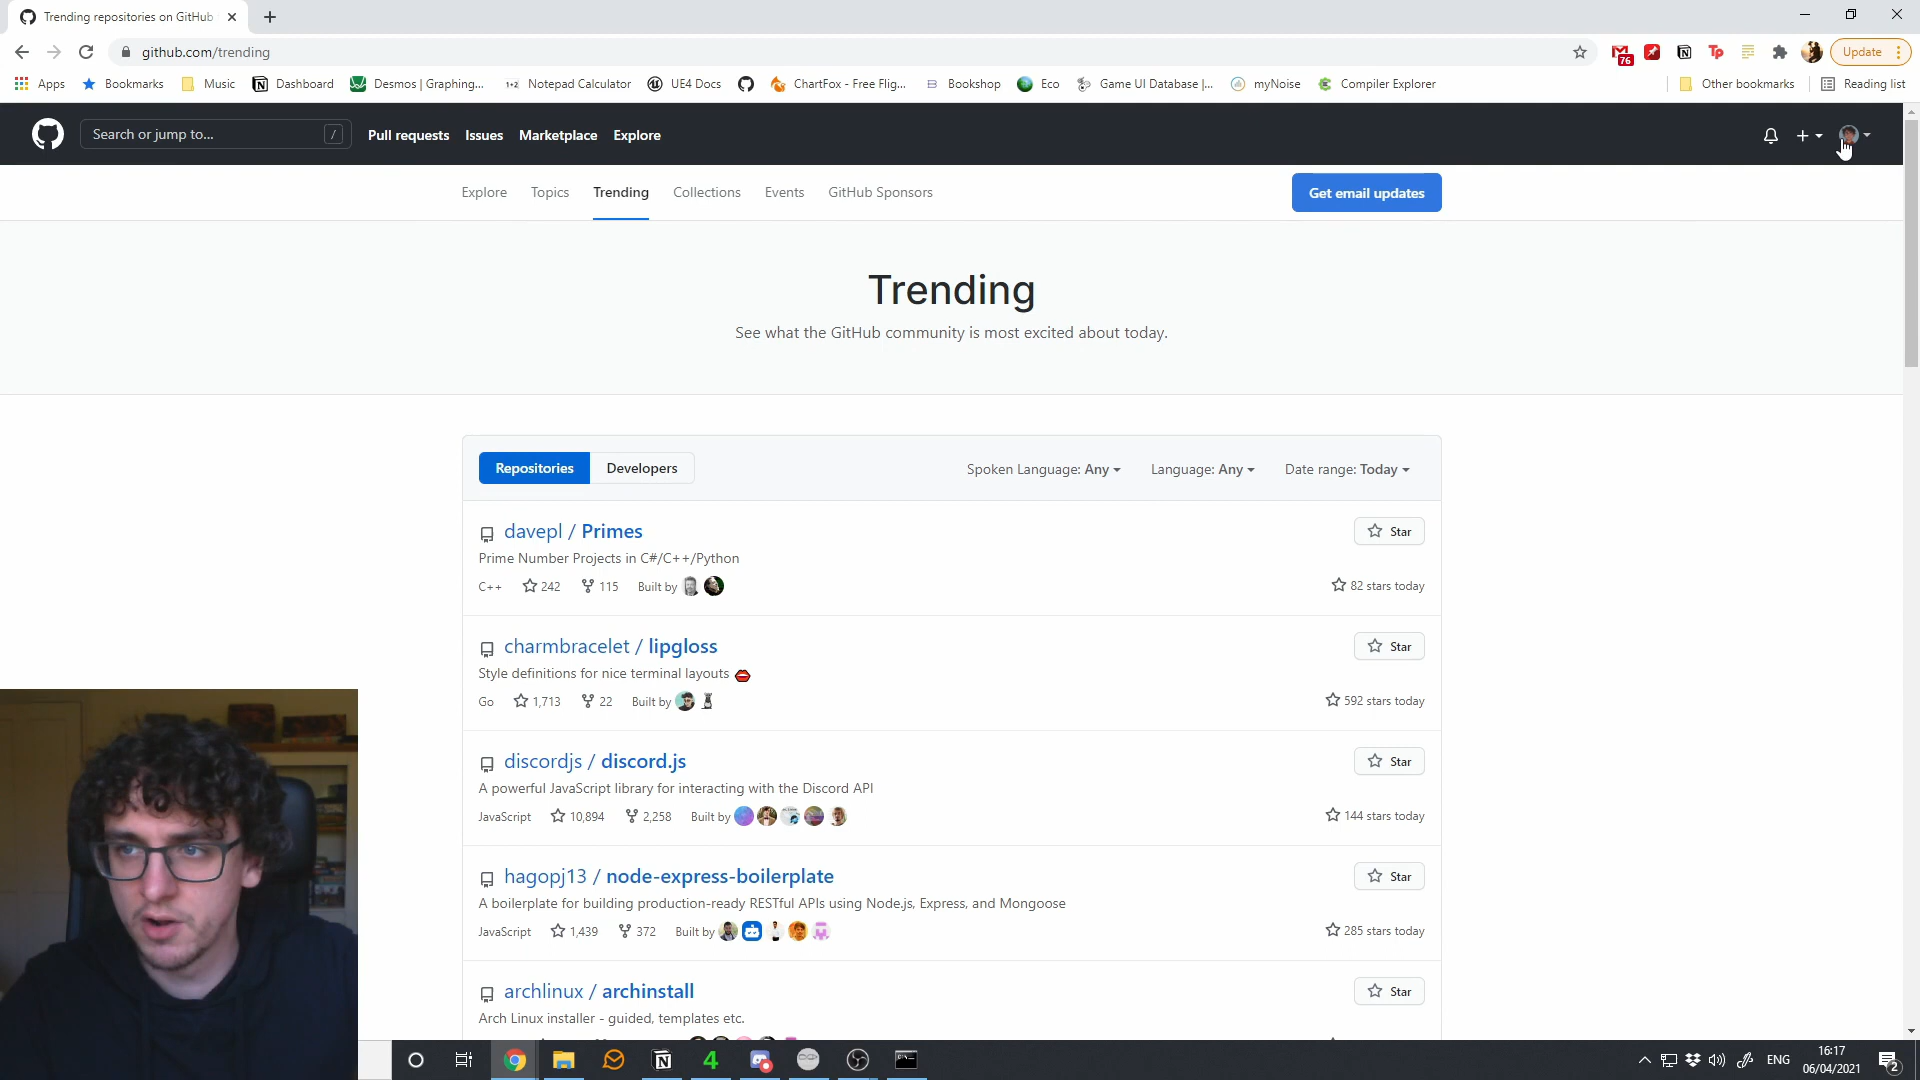 Trending repositories on GitHub
github.com/trending
76
Update
Apps
Bookmarks
Music
Dashboard
Desmos | Graphing...
Notepad Calculator
UE4 Docs
ChartFox - Free Flig...
Bookshop
Eco
Game UI Database |...
myNoise
Compiler Explorer
Other bookmarks
Reading list
Search or jump to...
/
Pull requests
Issues
Marketplace
Explore
Explore
Topics
Trending
Collections
Events
GitHub Sponsors
Get email updates
Trending
See what the GitHub community is most excited about today.
Repositories
Developers
Spoken Language: Any
Language: Any
Date range: Today
davepl / Primes
Star
Prime Number Projects in C#/C++/Python
C++ 242 115 Built by
82 stars today
charmbracelet / lipgloss
Star
Style definitions for nice terminal layouts
Go 1,713 22 Built by
592 stars today
discordjs / discord.js
Star
A powerful JavaScript library for interacting with the Discord API
JavaScript 10,894 2,258 Built by
144 stars today
hagopj13 / node-express-boilerplate
Star
A boilerplate for building production-ready RESTful APIs using Node.js, Express, and Mongoose
JavaScript 1,439 372 Built by
285 stars today
archlinux / archinstall
Star
Arch Linux installer - guided, templates etc.
ENG
16:17
06/04/2021
2